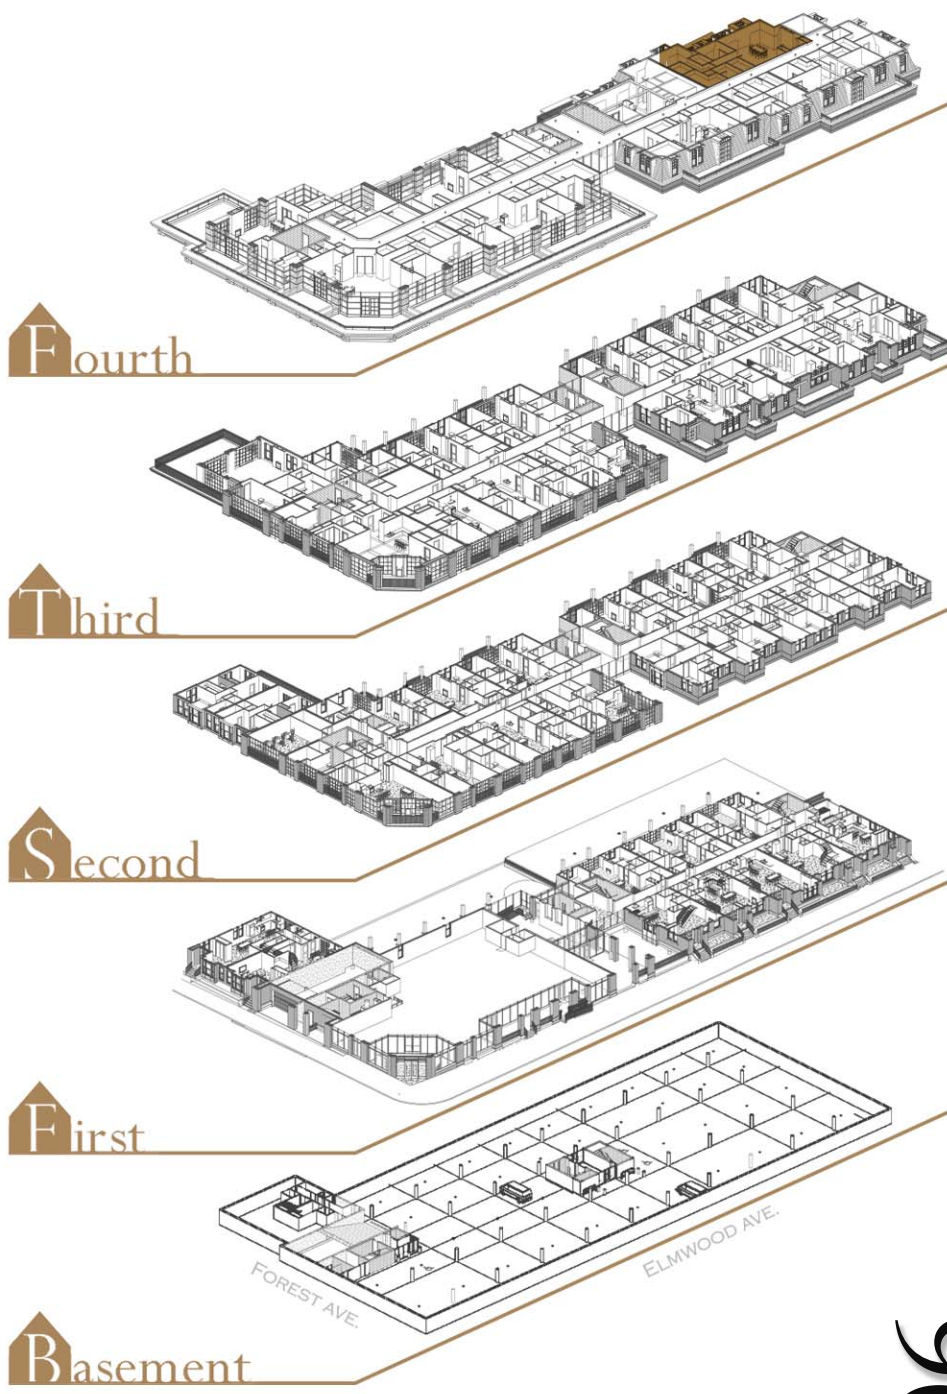 Fourth
Third
Second
First
FOREST AVE.
ELMWOOD AVE.
Basement